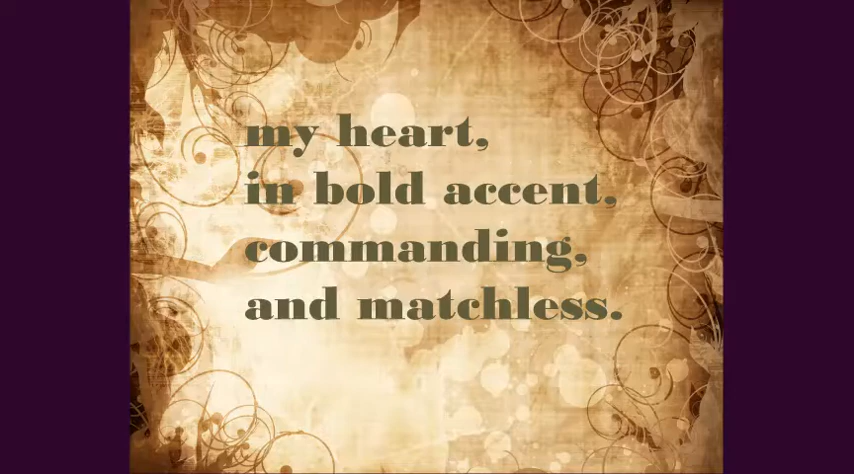 my heart,
in bold accent,
commanding,
and matchless.